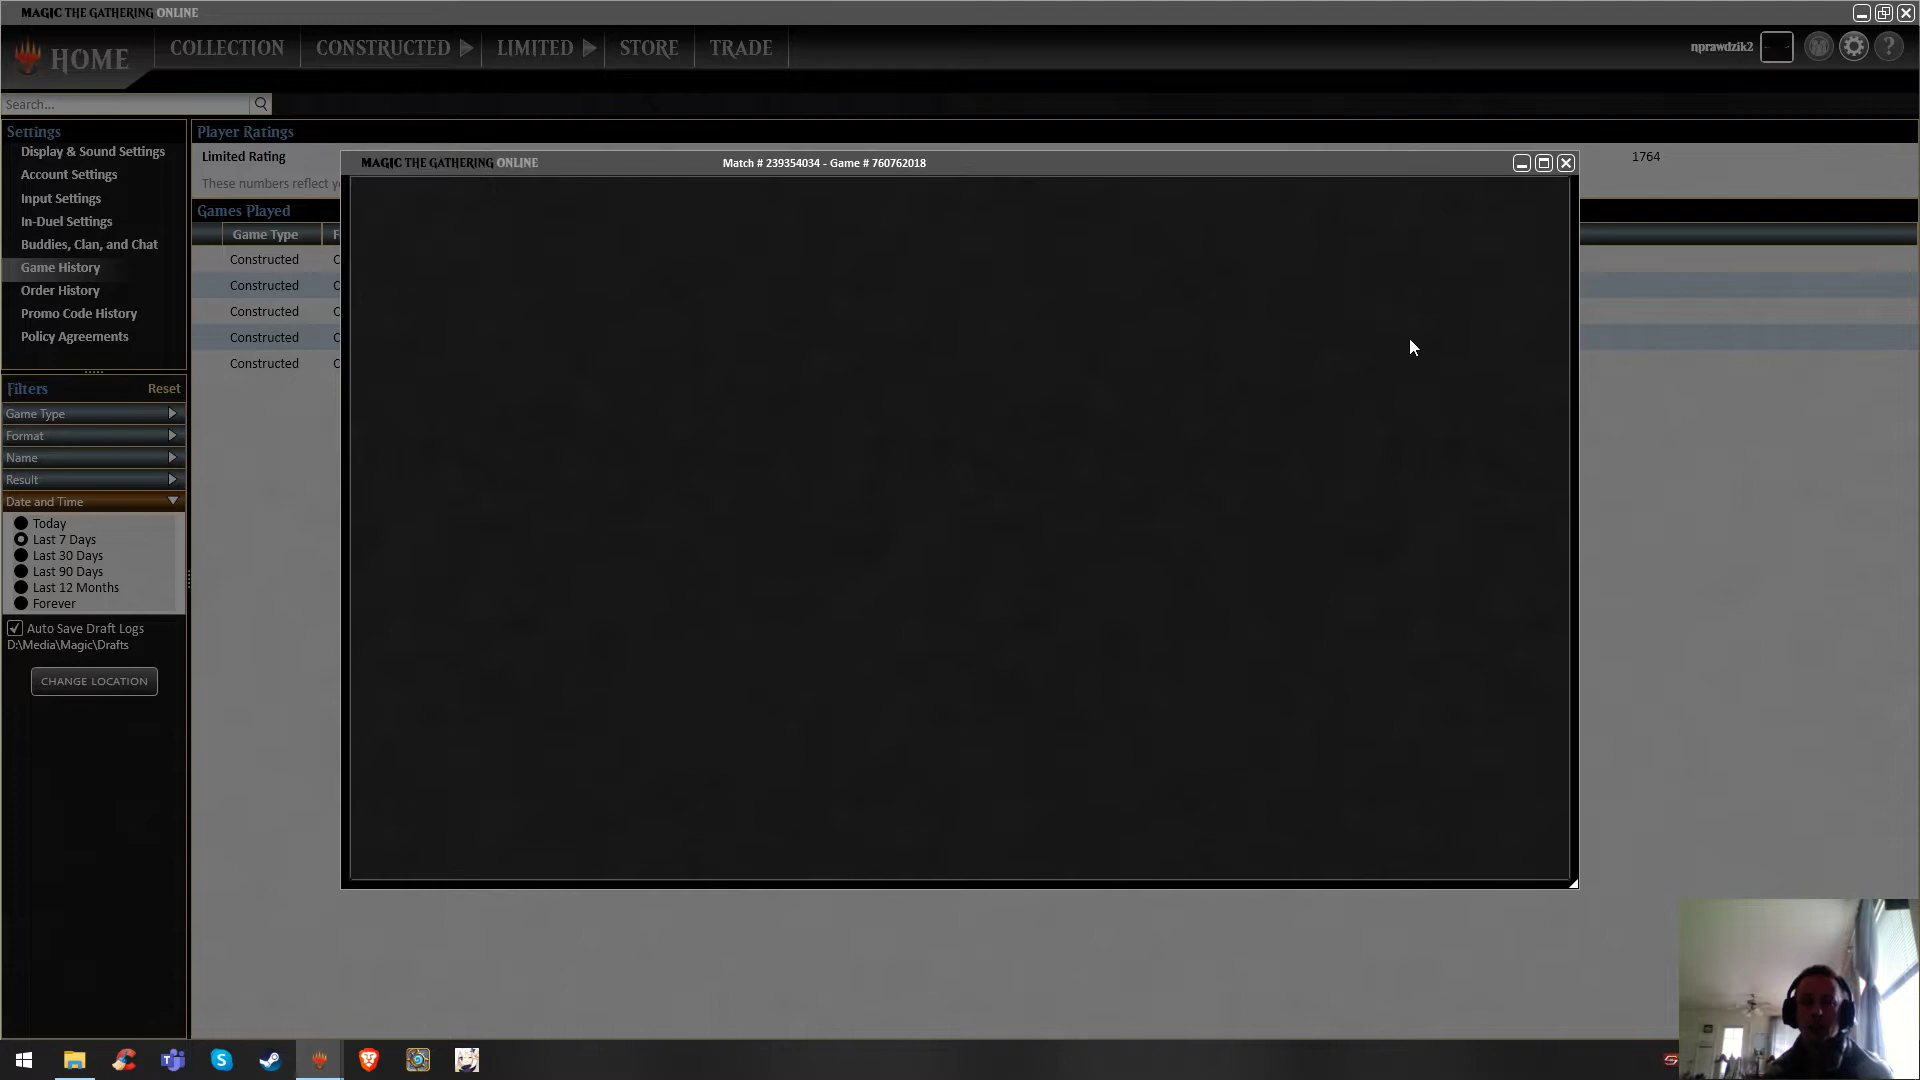 MAGIC THE GATHERING ONLINE
HOME
COLLECTION
CONSTRUCTED
LIMITED
STORE
TRADE
nprawdzik2
?
Search...
Settings
Display & Sound Settings
Account Settings
Input Settings
In-Duel Settings
Buddies, Clan, and Chat
Game History
Order History
Promo Code History
Policy Agreements
Filters
Reset
Game Type
Format
Name
Result
Date and Time
Today
Last 7 Days
Last 30 Days
Last 90 Days
Last 12 Months
Forever
Auto Save Draft Logs
D:\Media\Magic\Drafts
CHANGE LOCATION
Player Ratings
Limited Rating
1764
These numbers reflect y
Games Played
Game Type
F
Constructed C
Constructed C
Constructed C
Constructed C
Constructed C
MAGIC THE GATHERING ONLINE
Match # 239354034 - Game # 760762018